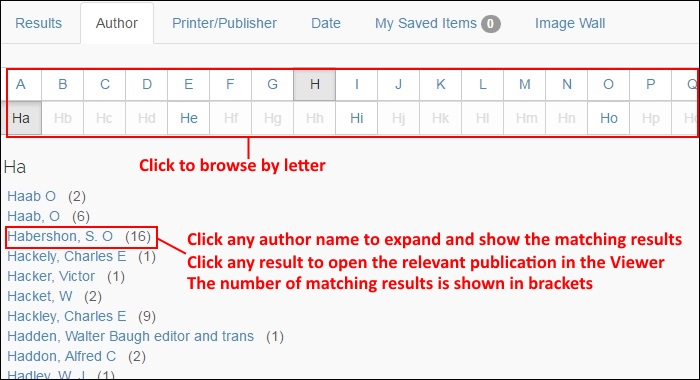 Results Author Printer/Publisher Date My Saved Items 0 Image Wall
A B C D E F G H I J K L M N O P Q
Ha Hb Hc Hd He Hf Hg Hh Hi Hj Hk Hl Hm Hn Ho Hp
Click to browse by letter
Ha
Haab O (2)
Haab, O (6)
Habershon, S. O (16)
Click any author name to expand and show the matching results
Hackely, Charles E (1)
Click any result to open the relevant publication in the Viewer
Hacker, Victor (1)
The number of matching results is shown in brackets
Hacket, W (2)
Hackley, Charles E (9)
Hadden, Walter Baugh editor and trans (1)
Haddon, Alfred C (2)
Hadley, W. J (1)